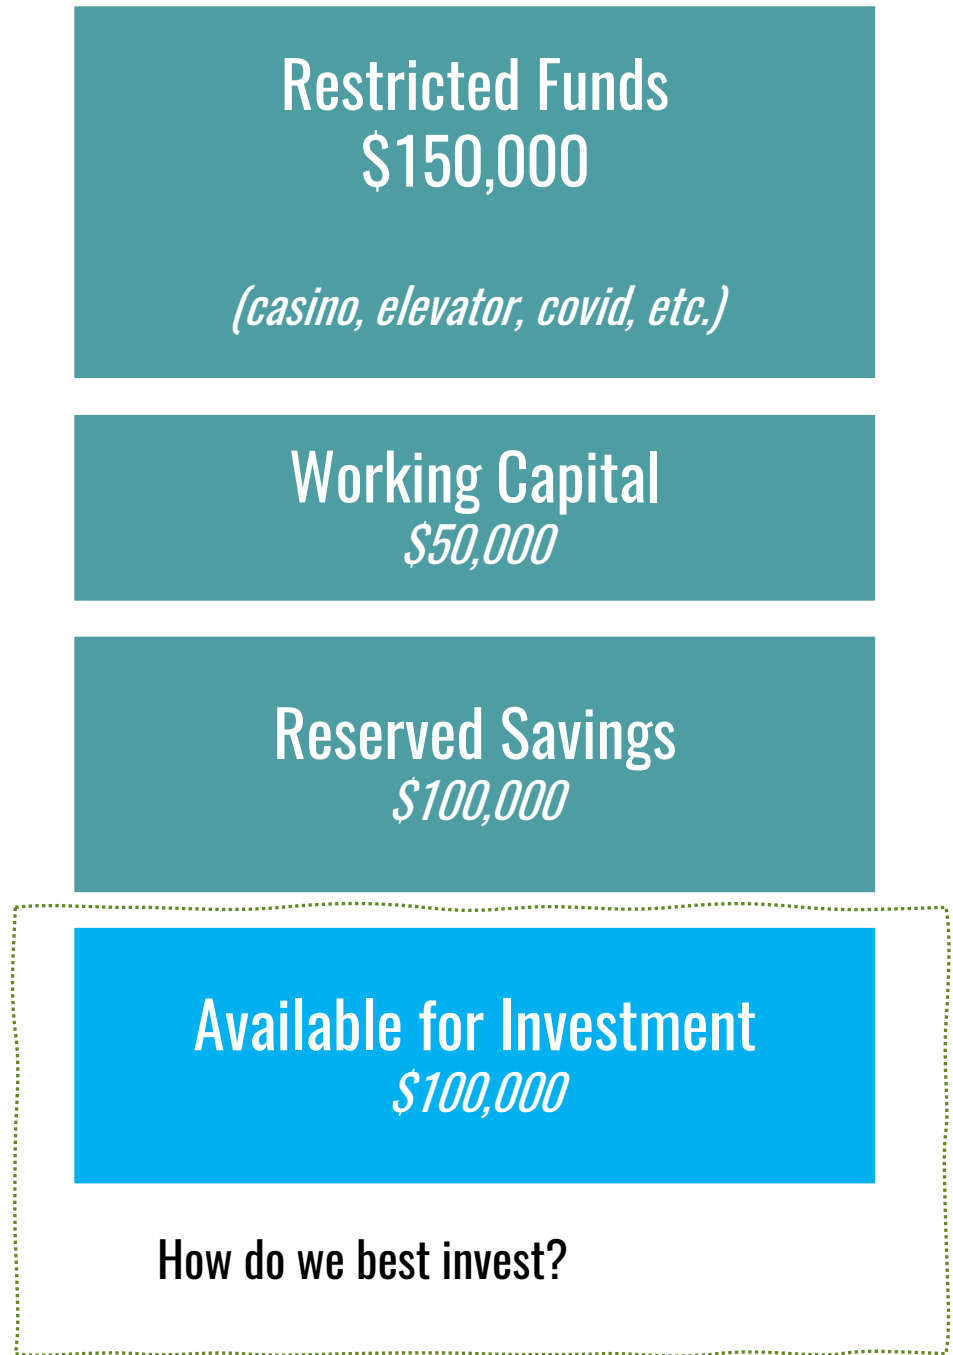 Restricted Funds
$150,000
(casino, elevator, covid, etc.)
Working Capital
$50,000
Reserved Savings
$100,000
Available for Investment
$100,000
How do we best invest?